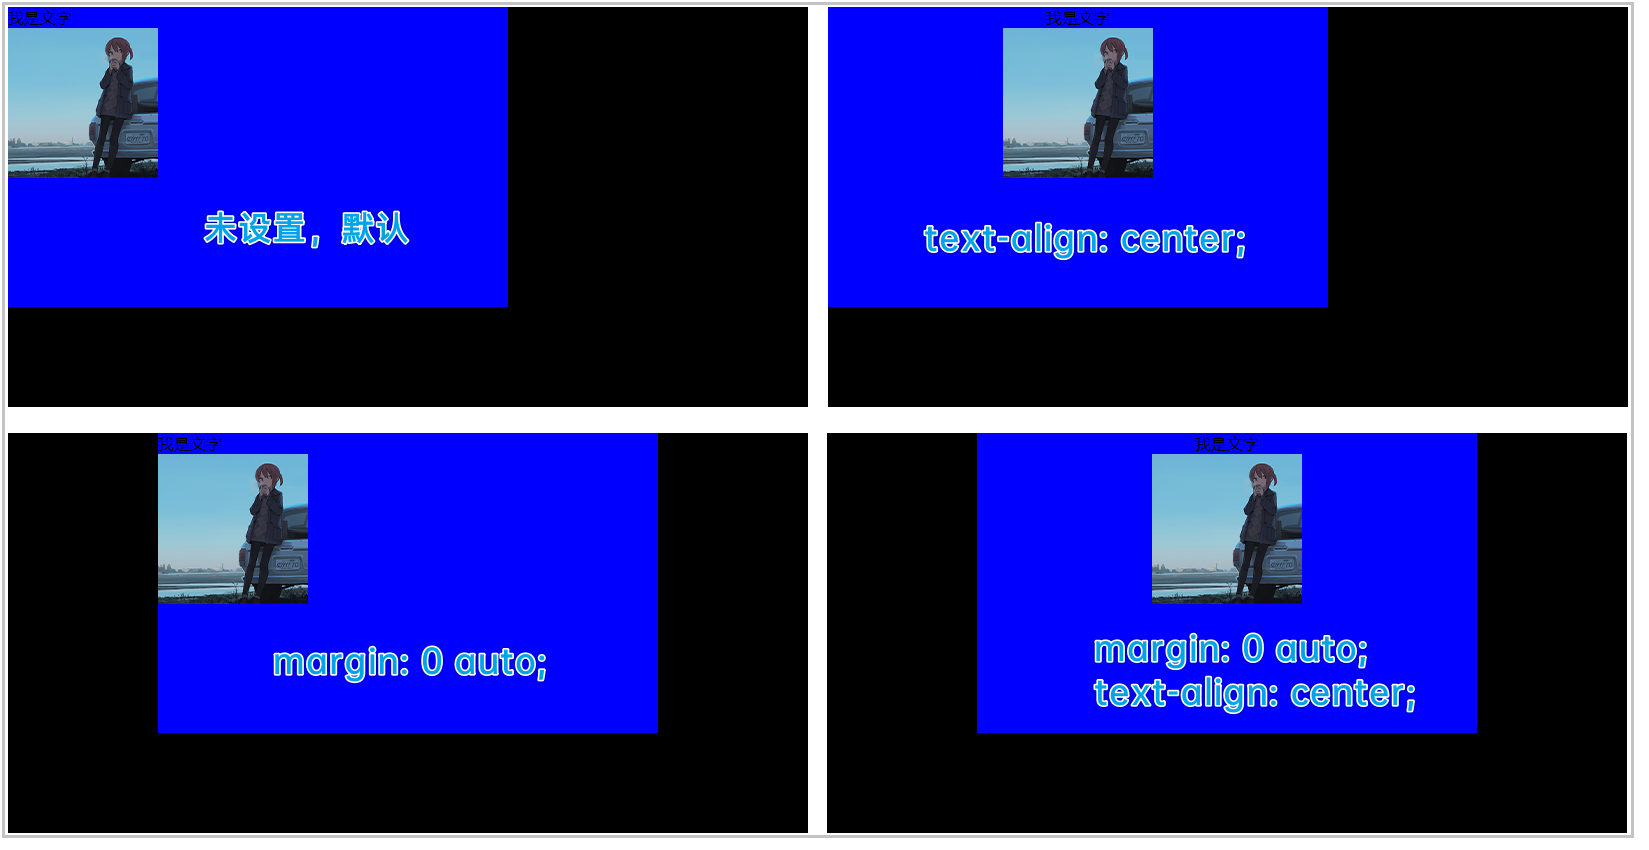 我是文字
未设置，默认
我是文字
text-align: center;
我是文字
margin: 0 auto;
我是文字
margin: 0 auto;
text-align: center;